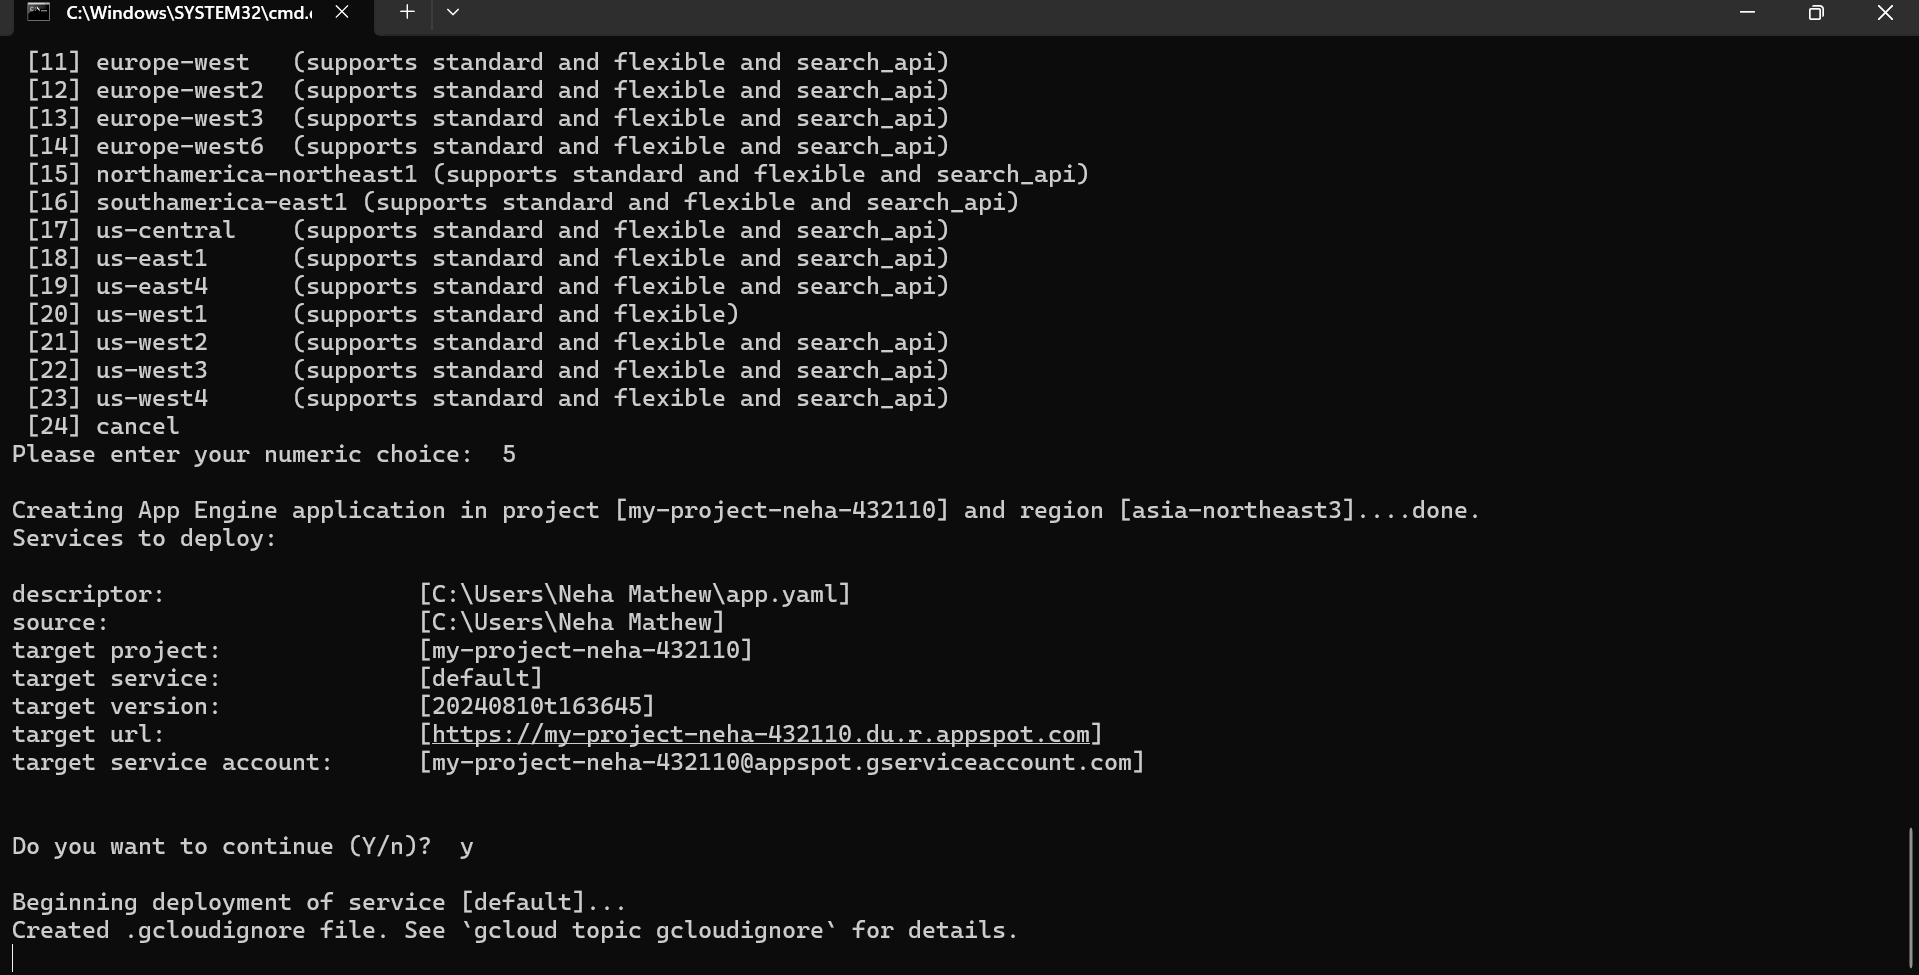 C:\Windows\SYSTEM32\cmd.
[11] europe-west   (supports standard and flexible and search_api)
[12] europe-west2  (supports standard and flexible and search_api)
[13] europe-west3  (supports standard and flexible and search_api)
[14] europe-west6  (supports standard and flexible and search_api)
[15] northamerica-northeast1 (supports standard and flexible and search_api)
[16] southamerica-east1 (supports standard and flexible and search_api)
[17] us-central    (supports standard and flexible and search_api)
[18] us-east1      (supports standard and flexible and search_api)
[19] us-east4      (supports standard and flexible and search_api)
[20] us-west1      (supports standard and flexible)
[21] us-west2      (supports standard and flexible and search_api)
[22] us-west3      (supports standard and flexible and search_api)
[23] us-west4      (supports standard and flexible and search_api)
[24] cancel
Please enter your numeric choice:  5
Creating App Engine application in project [my-project-neha-432110] and region [asia-northeast3]....done.
Services to deploy:
descriptor:                  [C:\Users\Neha Mathew\app.yaml]
source:                      [C:\Users\Neha Mathew]
target project:              [my-project-neha-432110]
target service:              [default]
target version:              [20240810t163645]
target url:                  [https://my-project-neha-432110.du.r.appspot.com]
target service account:      [my-project-neha-432110@appspot.gserviceaccount.com]
Do you want to continue (Y/n)?  y
Beginning deployment of service [default]...
Created .gcloudignore file. See `gcloud topic gcloudignore` for details.